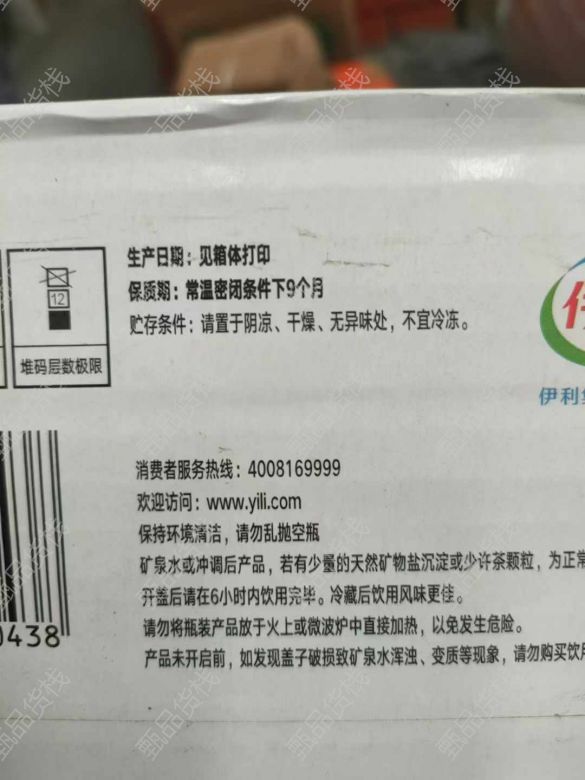 生产日期：见箱体打印
保质期：常温密闭条件下9个月
贮存条件：请置于阴凉、干燥、无异味处，不宜冷冻。
12
堆码层数极限
伊利
消费者服务热线：4008169999
欢迎访问：www.yili.com
保持环境清洁，请勿乱抛空瓶
矿泉水或冲调后产品，若有少量的天然矿物盐沉淀或少许茶颗粒，为正常
开盖后请在6小时内饮用完毕。冷藏后饮用风味更佳。
请勿将瓶装产品放于火上或微波炉中直接加热，以免发生危险。
0438
产品未开启前，如发现盖子破损致矿泉水浑浊、变质等现象，请勿购买饮用
甄品货栈